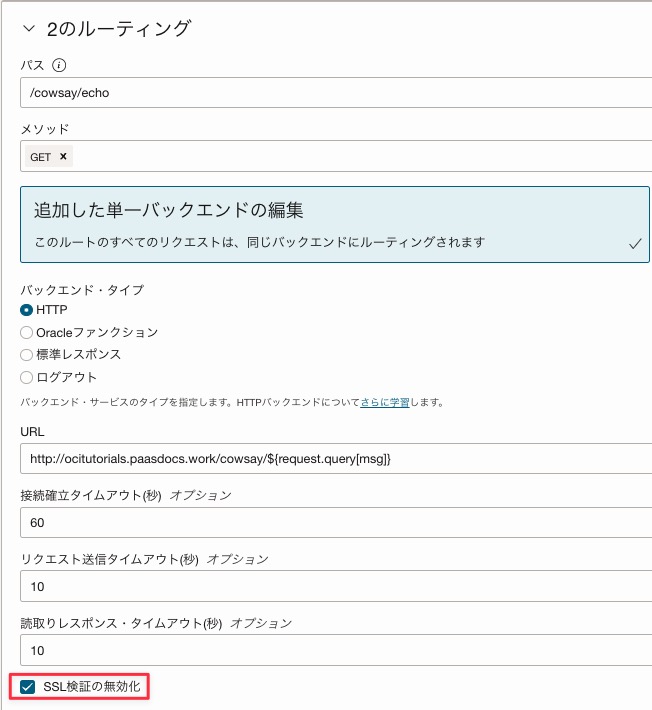 2のルーティング
パス
/cowsay/echo
メソッド
GET ×
追加した単一バックエンドの編集
このルートのすべてのリクエストは、同じバックエンドにルーティングされます
バックエンド・タイプ
HTTP
Oracleファンクション
標準レスポンス
ログアウト
バックエンド・サービスのタイプを指定します。HTTPバックエンドについてさらに学習します。
URL
http://ocitutorials.paasdocs.work/cowsay/${request.query[msg]}
接続確立タイムアウト(秒) オプション
60
リクエスト送信タイムアウト(秒) オプション
10
読取りレスポンス・タイムアウト(秒) オプション
10
SSL検証の無効化